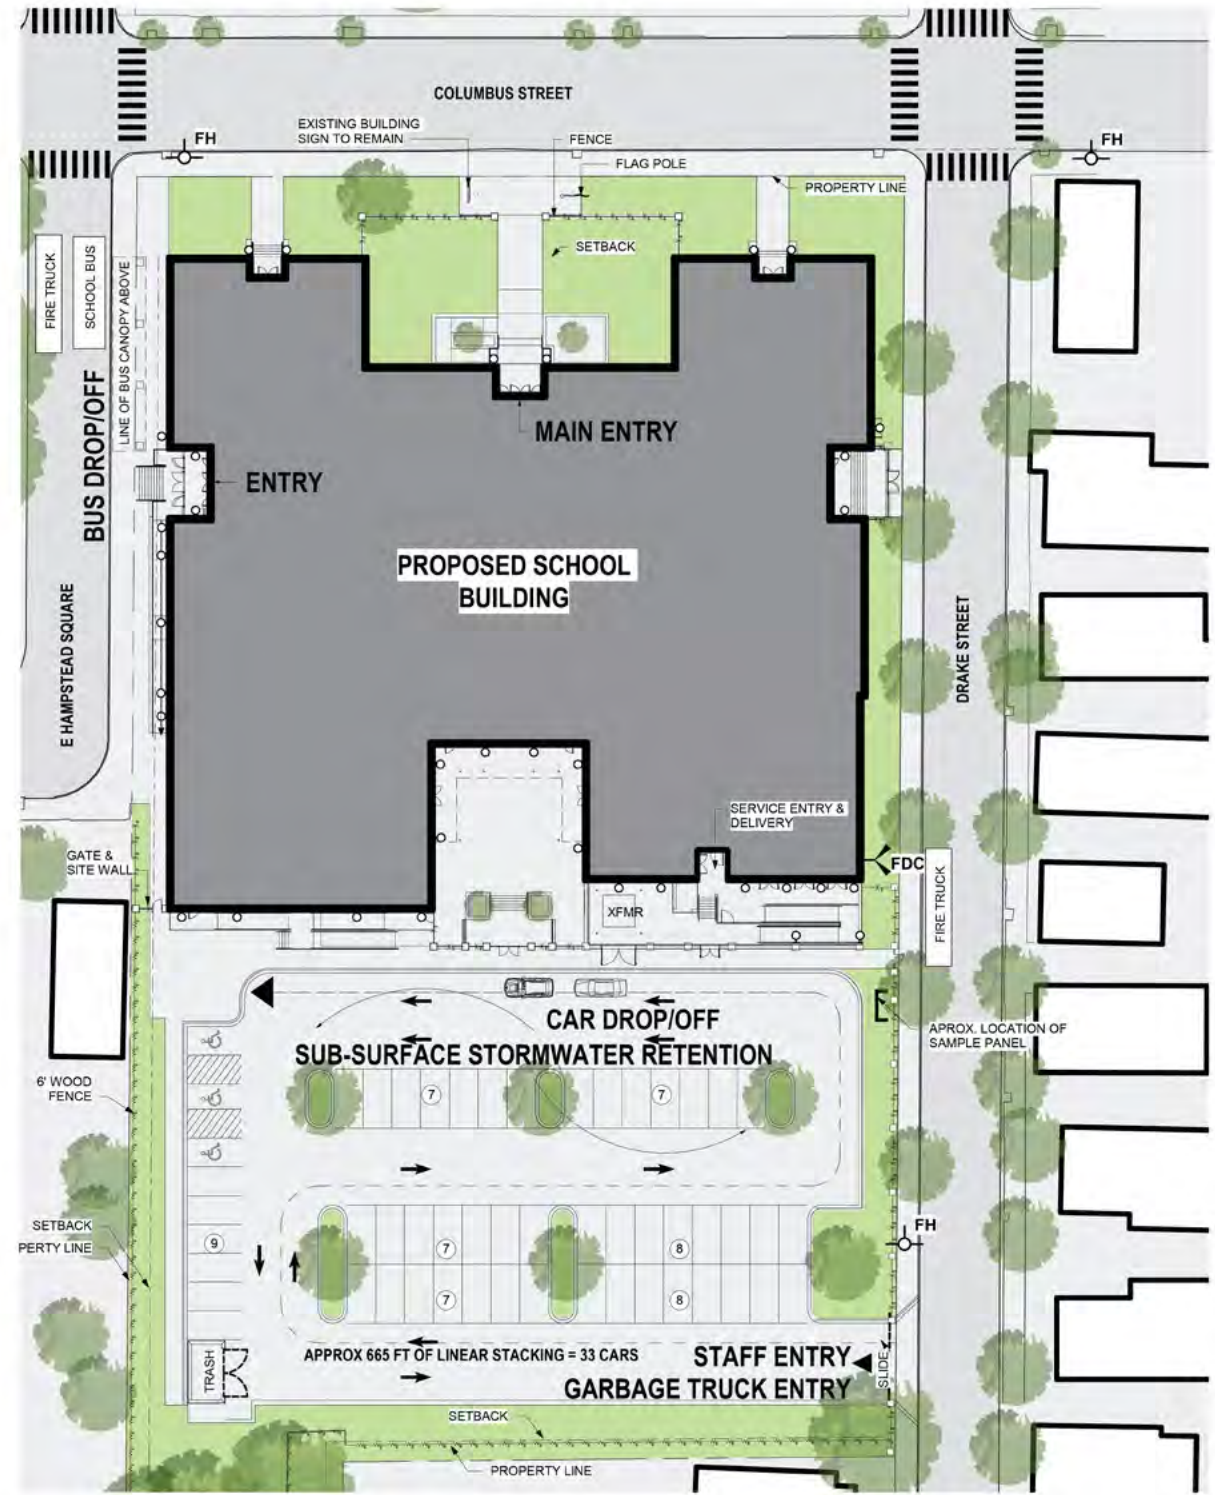 COLUMBUS STREET
EXISTING BUILDING
SIGN TO REMAIN
FENCE
FH
FH
FLAG POLE
PROPERTY LINE
SETBACK
FIRE TRUCK
SCHOOL BUS
LINE OF BUS CANOPY ABOVE
BUS DROP/OFF
MAIN ENTRY
ENTRY
PROPOSED SCHOOL
BUILDING
E HAMPSTEAD SQUARE
DRAKE STREET
SERVICE ENTRY &
DELIVERY
GATE &
SITE WALL
FDC
FIRE TRUCK
XFMR
CAR DROP/OFF
SUB-SURFACE STORMWATER RETENTION
APROX. LOCATION OF
SAMPLE PANEL
6' WOOD
FENCE
7
7
SETBACK
PERTY LINE
9
7
8
FH
7
8
APPROX 665 FT OF LINEAR STACKING = 33 CARS
STAFF ENTRY
GARBAGE TRUCK ENTRY
SLIDE
TRASH
SETBACK
PROPERTY LINE